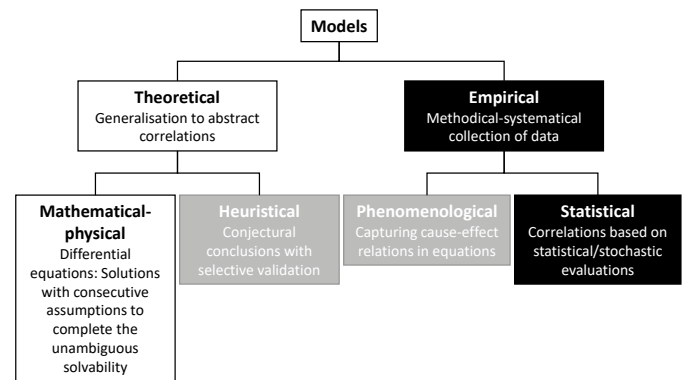 Models
Theoretical
Generalisation to abstract
correlations
Empirical
Methodical-systematical
collection of data
Mathematical-
physical
Differential
equations: Solutions
with consecutive
assumptions to
complete the
unambiguous
solvability
Heuristical
Conjectural
conclusions with
selective validation
Phenomenological
Capturing cause-effect
relations in equations
Statistical
Correlations based on
statistical/stochastic
evaluations